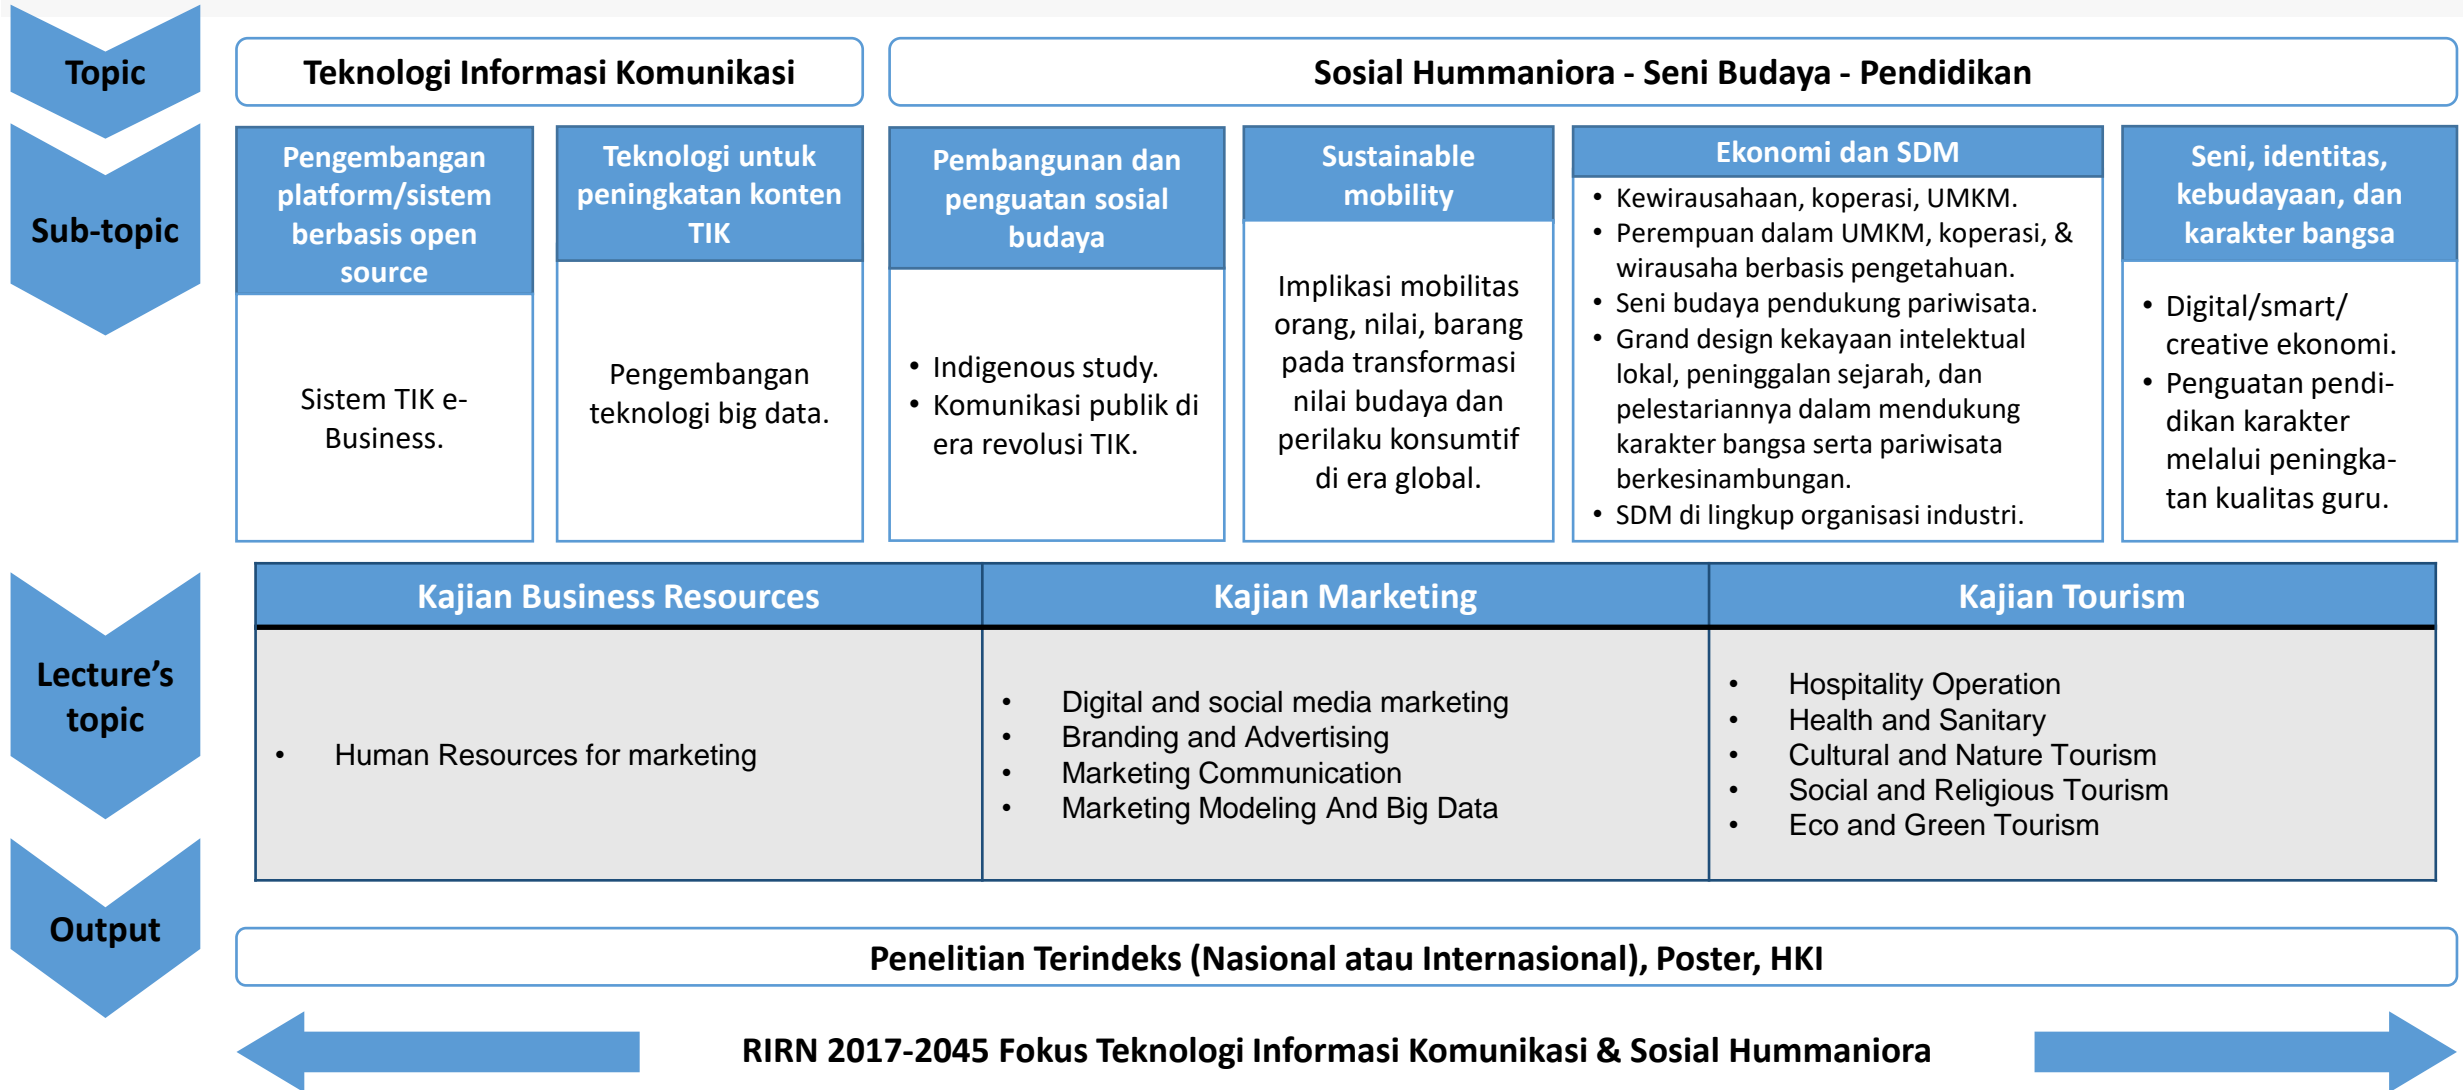 Topic
Teknologi Informasi Komunikasi
Sosial Hummaniora - Seni Budaya - Pendidikan
Sub-topic
Pengembangan
platform/sistem
berbasis open
source
Sistem TIK e-
Business.
Teknologi untuk
peningkatan konten
TIK
Pengembangan
teknologi big data.
Pembangunan dan
penguatan sosial
budaya
• Indigenous study.
• Komunikasi publik di
era revolusi TIK.
Sustainable
mobility
Implikasi mobilitas
orang, nilai, barang
pada transformasi
nilai budaya dan
perilaku konsumtif
di era global.
Ekonomi dan SDM
• Kewirausahaan, koperasi, UMKM.
• Perempuan dalam UMKM, koperasi, &
wirausaha berbasis pengetahuan.
• Seni budaya pendukung pariwisata.
• Grand design kekayaan intelektual
lokal, peninggalan sejarah, dan
pelestariannya dalam mendukung
karakter bangsa serta pariwisata
berkesinambungan.
• SDM di lingkup organisasi industri.
Seni, identitas,
kebudayaan, dan
karakter bangsa
• Digital/smart/
creative ekonomi.
• Penguatan pendi-
dikan karakter
melalui peningka-
tan kualitas guru.
Lecture's
topic
Kajian Business Resources
• Human Resources for marketing
Kajian Marketing
• Digital and social media marketing
• Branding and Advertising
• Marketing Communication
• Marketing Modeling And Big Data
Kajian Tourism
• Hospitality Operation
• Health and Sanitary
• Cultural and Nature Tourism
• Social and Religious Tourism
• Eco and Green Tourism
Output
Penelitian Terindeks (Nasional atau Internasional), Poster, HKI
RIRN 2017-2045 Fokus Teknologi Informasi Komunikasi & Sosial Hummaniora